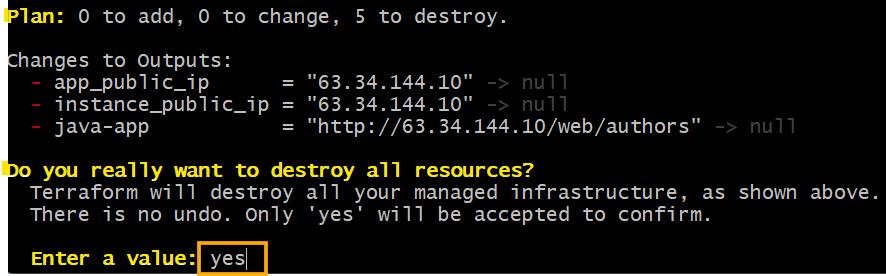 Plan: 0 to add, 0 to change, 5 to destroy.
Changes to Outputs:
- app_public_ip      = "63.34.144.10" -> null
- instance_public_ip = "63.34.144.10" -> null
- java-app           = "http://63.34.144.10/web/authors" -> null
Do you really want to destroy all resources?
Terraform will destroy all your managed infrastructure, as shown above.
There is no undo. Only 'yes' will be accepted to confirm.
Enter a value: yes